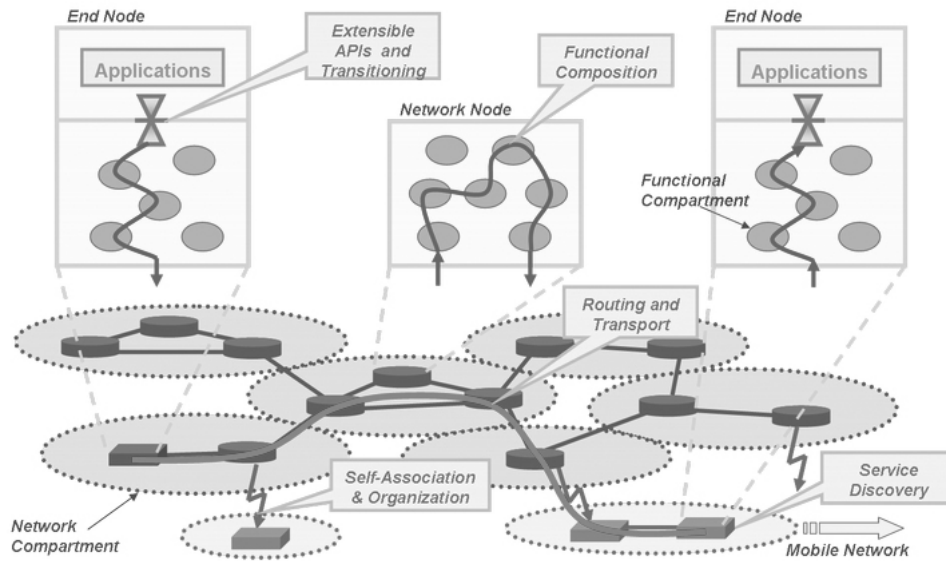 End Node
Applications
Extensible
APIs and
Transitioning
Functional
Composition
Network Node
End Node
Applications
Functional
Compartment
Routing and
Transport
Self-Association
& Organization
Service
Discovery
Network
Compartment
Mobile Network